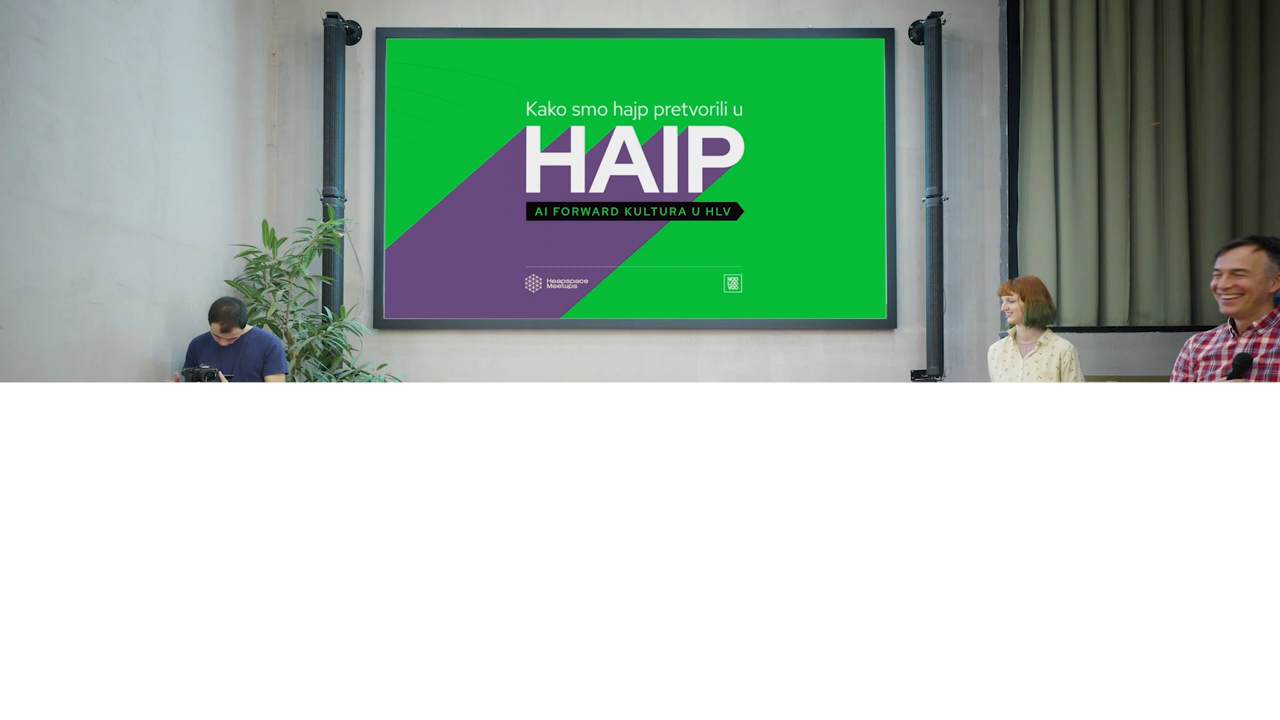 Kako smo hajp pretvorili u
HAIP
AI FORWARD KULTURA U HLV
Heapspace
Meetups